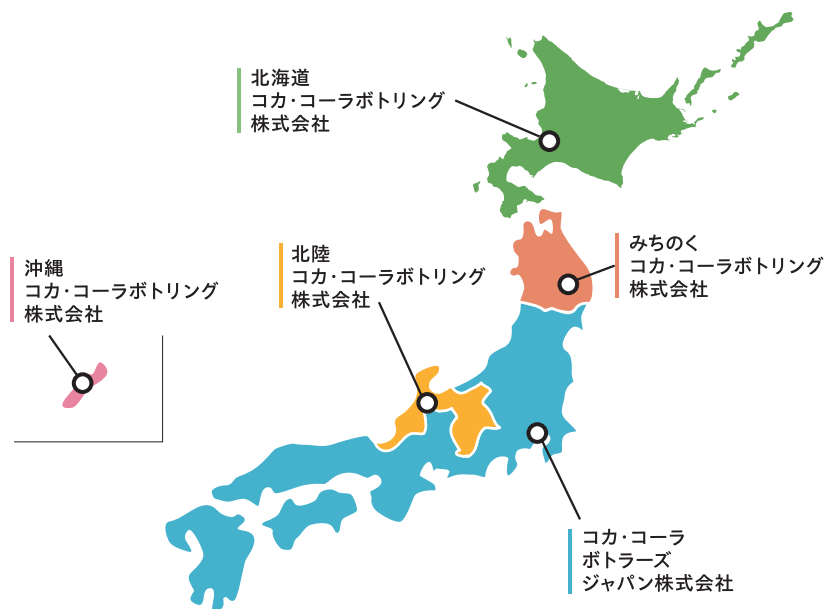 北海道
コカ・コーラボトリング
株式会社
みちのく
コカ・コーラボトリング
株式会社
北陸
コカ・コーラボトリング
株式会社
沖縄
コカ・コーラボトリング
株式会社
コカ・コーラ
ボトラーズ
ジャパン株式会社